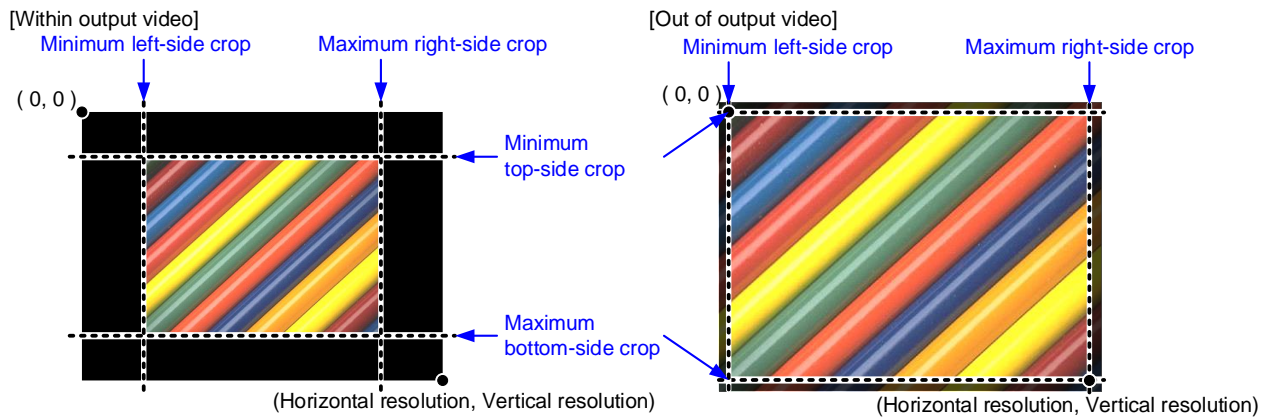 [Within output video]
Minimum left-side crop
Maximum right-side crop
( 0, 0 )
Minimum
top-side crop
Maximum
bottom-side crop
(Horizontal resolution, Vertical resolution)
[Out of output video]
Minimum left-side crop
Maximum right-side crop
( 0, 0 )
(Horizontal resolution, Vertical resolution)